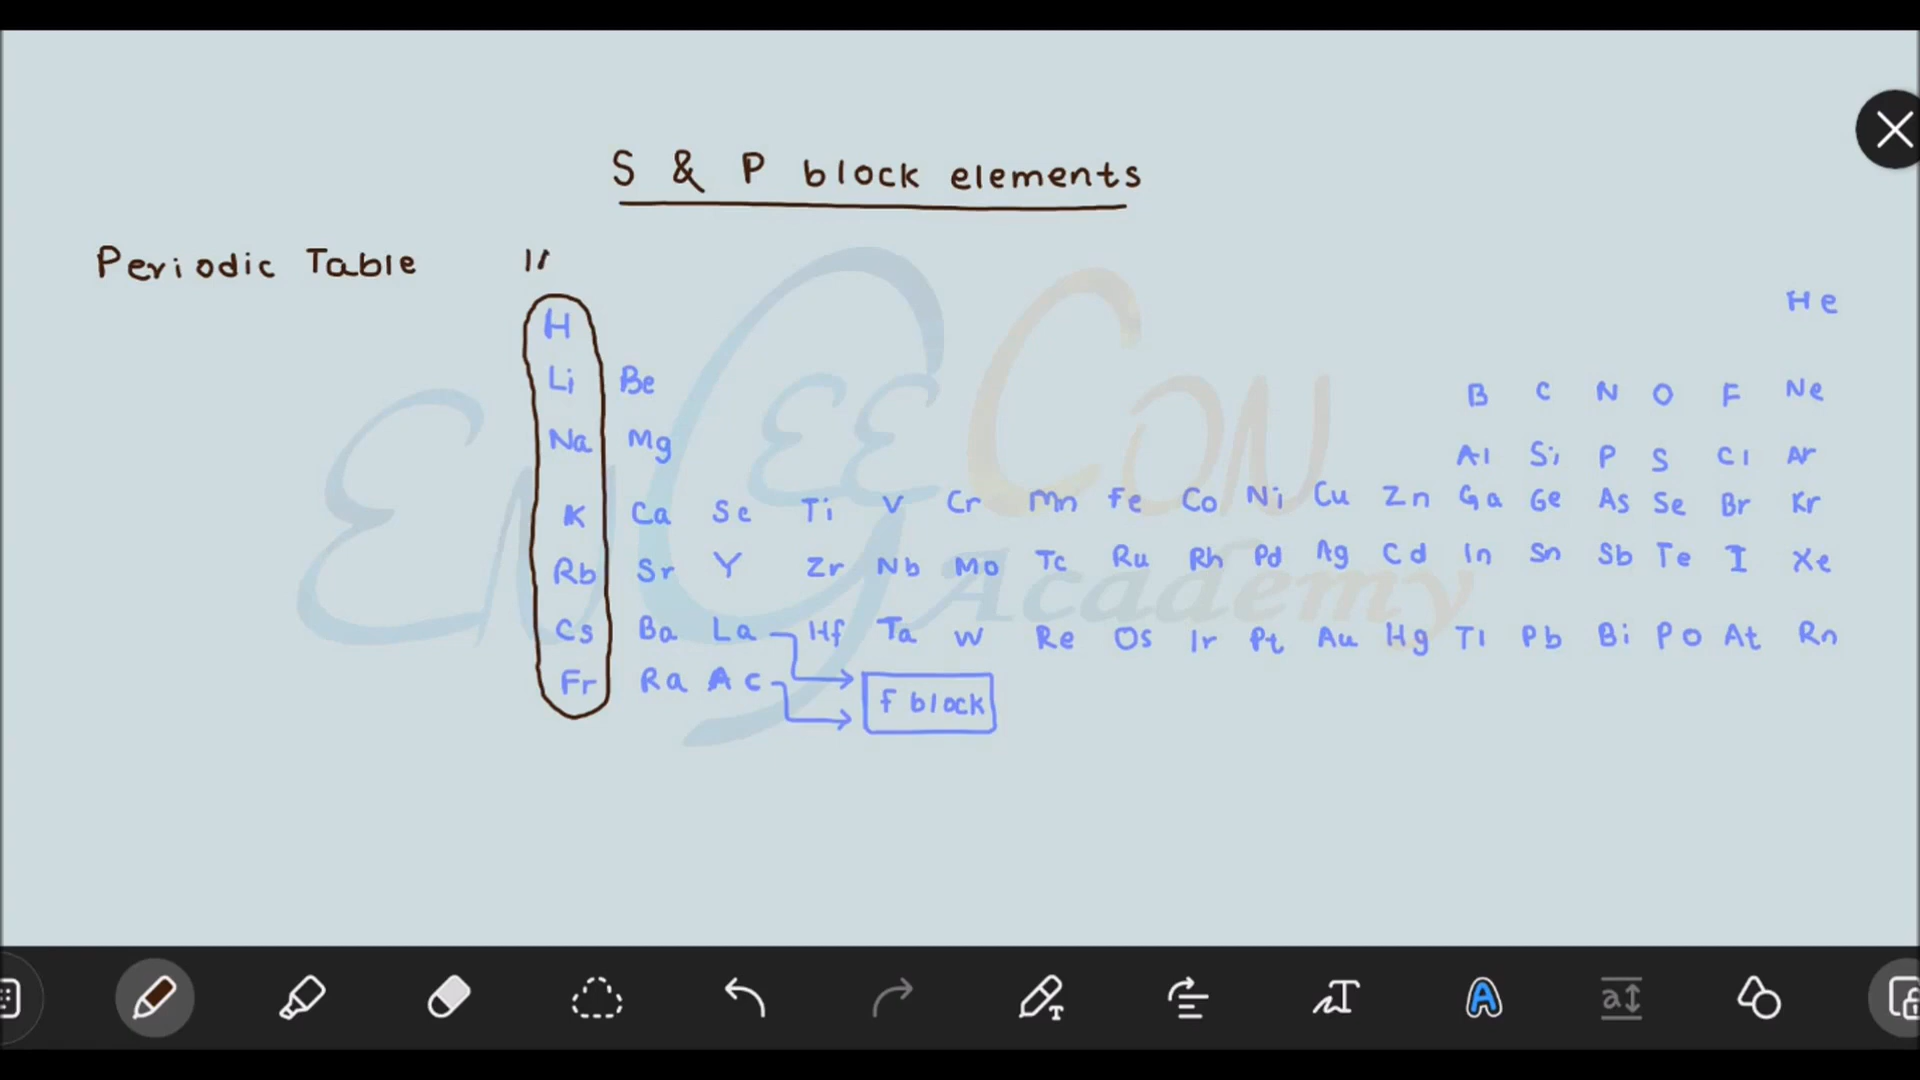 S & P block elements
Periodic Table
H He
Li Be B C N O F Ne
Na Mg Al Si P S Cl Ar
K Ca Sc Ti V Cr Mn Fe Co Ni Cu Zn Ga Ge As Se Br Kr
Rb Sr Y Zr Nb Mo Tc Ru Rh Pd Ag Cd In Sn Sb Te I Xe
Cs Ba La Hf Ta W Re Os Ir Pt Au Hg Tl Pb Bi Po At Rn
Fr Ra Ac f block
EnGeeCon
Academy